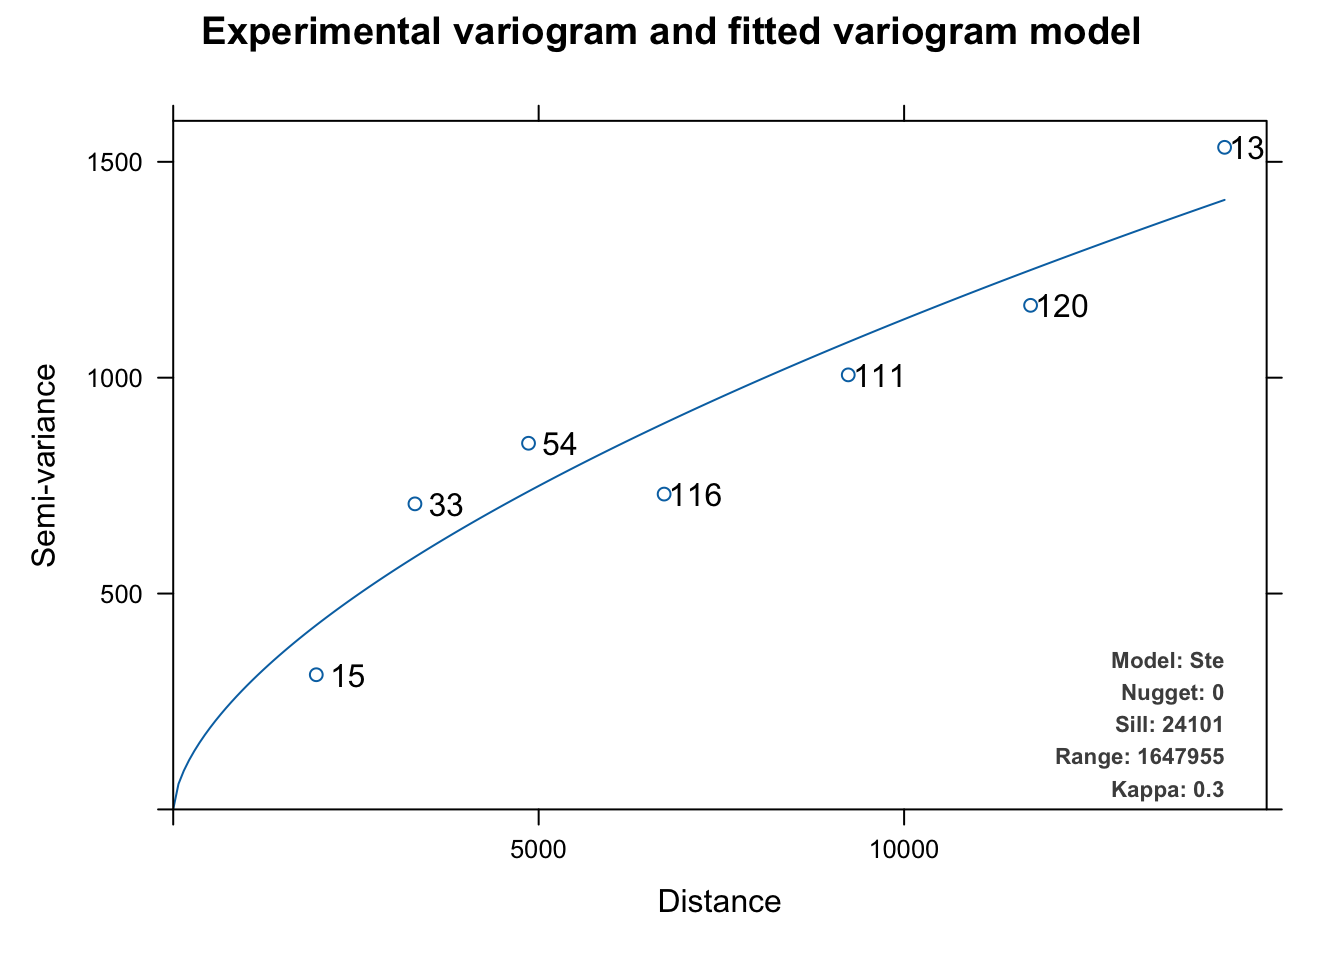 Experimental variogram and fitted variogram model
1500
13
120
1000
111
54
116
33
500
15
Semi-variance
Model: Ste
Nugget: 0
Sill: 24101
Range: 1647955
Kappa: 0.3
5000 10000
Distance